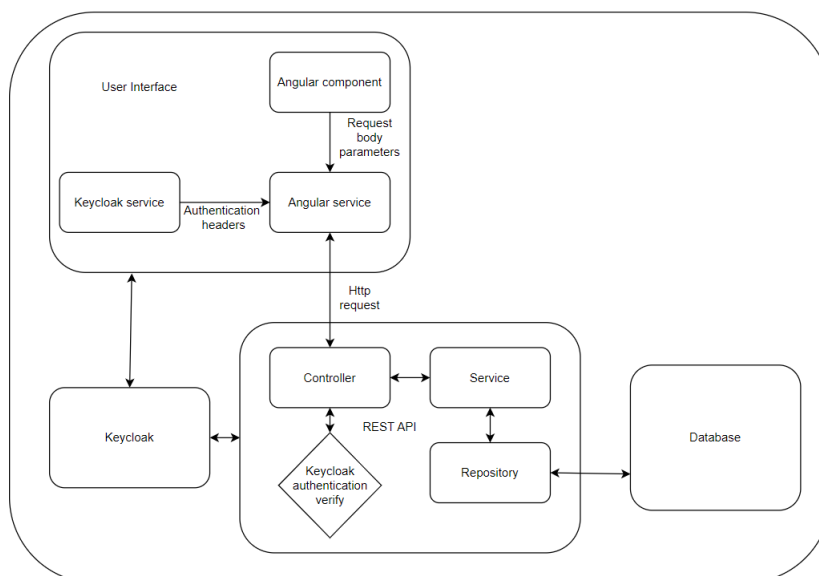 User Interface
Angular component
Request
body
parameters
Keycloak service
Authentication
headers
Angular service
Http
request
Controller
Service
Keycloak
REST API
Keycloak
authentication
verify
Repository
Database